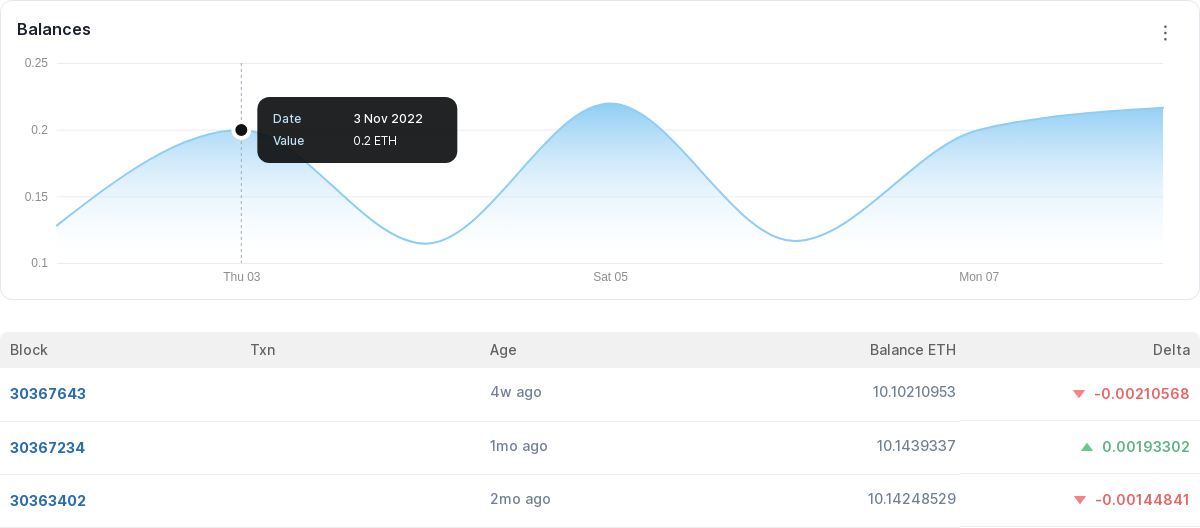 Balances
0.25
0.2
0.15
0.1
Date 3 Nov 2022
Value 0.2 ETH
Thu 03 Sat 05 Mon 07
Block Txn Age Balance ETH Delta
30367643 4w ago 10.10210953 -0.00210568
30367234 1mo ago 10.1439337 0.00193302
30363402 2mo ago 10.14248529 -0.00144841